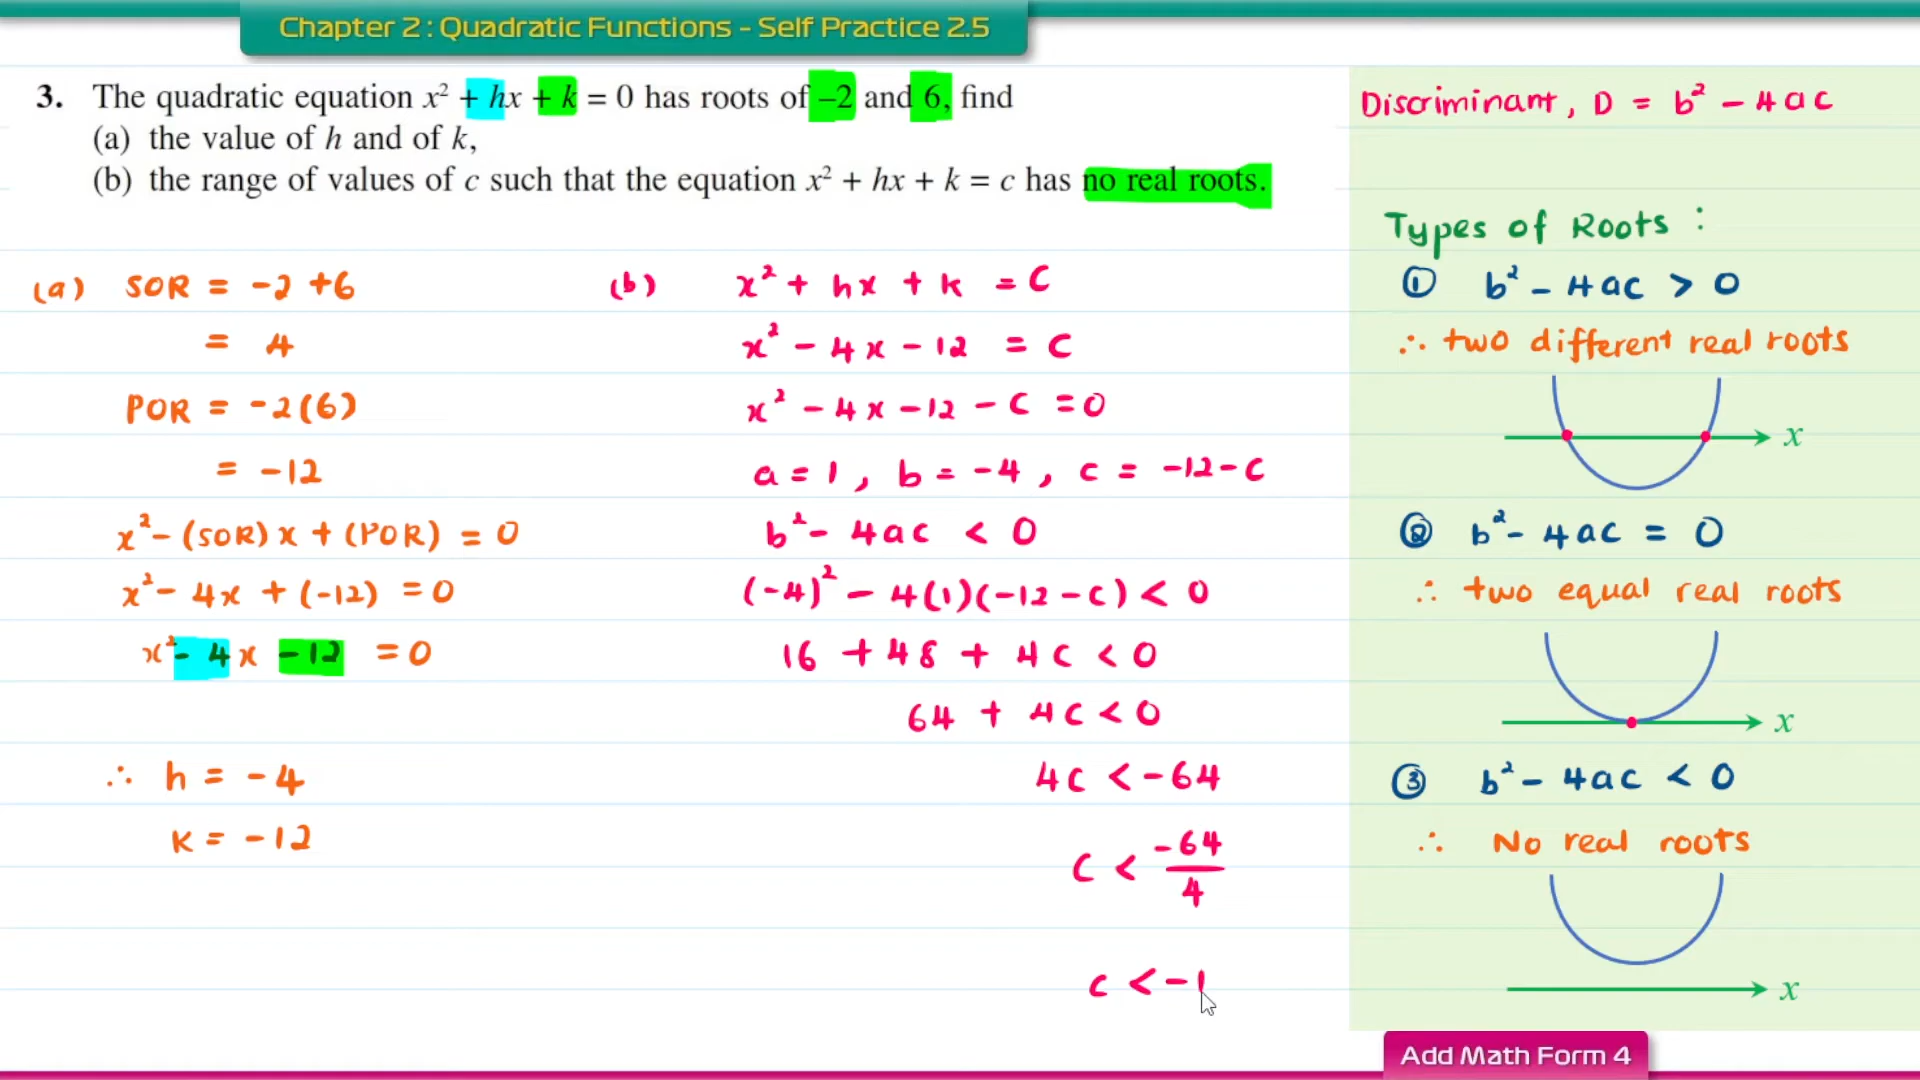 Chapter 2 : Quadratic Functions - Self Practice 2.5
3. The quadratic equation x² + hx + k = 0 has roots of –2 and 6, find
(a) the value of h and of k,
(b) the range of values of c such that the equation x² + hx + k = c has no real roots.
(a) SOR = -2 +6
= 4
POR = -2(6)
= -12
x² - (SOR)x + (POR) = 0
x² - 4x + (-12) = 0
x² - 4x -12 = 0
∴ h = -4
K = -12
(b) x² + hx + k = C
x² - 4x - 12 = C
x² - 4x - 12 - C = 0
a = 1, b = -4, c = -12-C
b² - 4ac < 0
(-4)² - 4(1)(-12 - C) < 0
16 + 48 + 4C < 0
64 + 4C < 0
4C < -64
C < -64/4
C < -1
Discriminant, D = b² - 4ac
Types of Roots :
① b² - 4ac > 0
∴ two different real roots
x
② b² - 4ac = 0
∴ two equal real roots
x
③ b² - 4ac < 0
∴ No real roots
x
Add Math Form 4